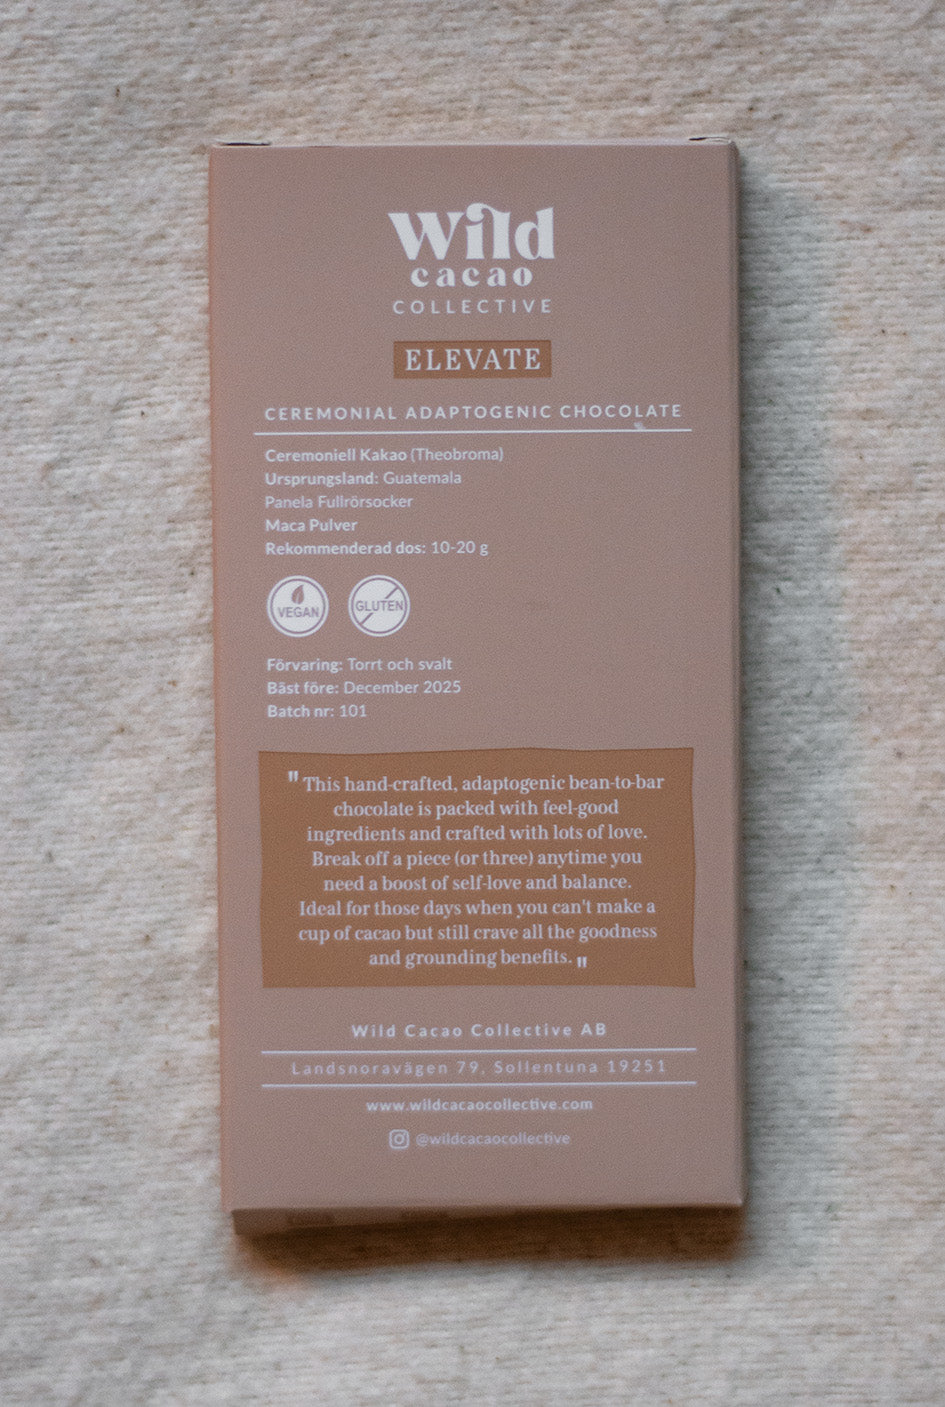 Wild
cacao
COLLECTIVE
ELEVATE
CEREMONIAL ADAPTOGENIC CHOCOLATE
Ceremoniell Kakao (Theobroma)
Ursprungsland: Guatemala
Panela Fullrörsocker
Maca Pulver
Rekommenderad dos: 10-20 g
VEGAN GLUTEN
Förvaring: Torrt och svalt
Bäst före: December 2025
Batch nr: 101
"This hand-crafted, adaptogenic bean-to-bar
chocolate is packed with feel-good
ingredients and crafted with lots of love.
Break off a piece (or three) anytime you
need a boost of self-love and balance.
Ideal for those days when you can't make a
cup of cacao but still crave all the goodness
and grounding benefits."
Wild Cacao Collective AB
Landsnoravägen 79, Sollentuna 19251
www.wildcacaocollective.com
@wildcacaocollective